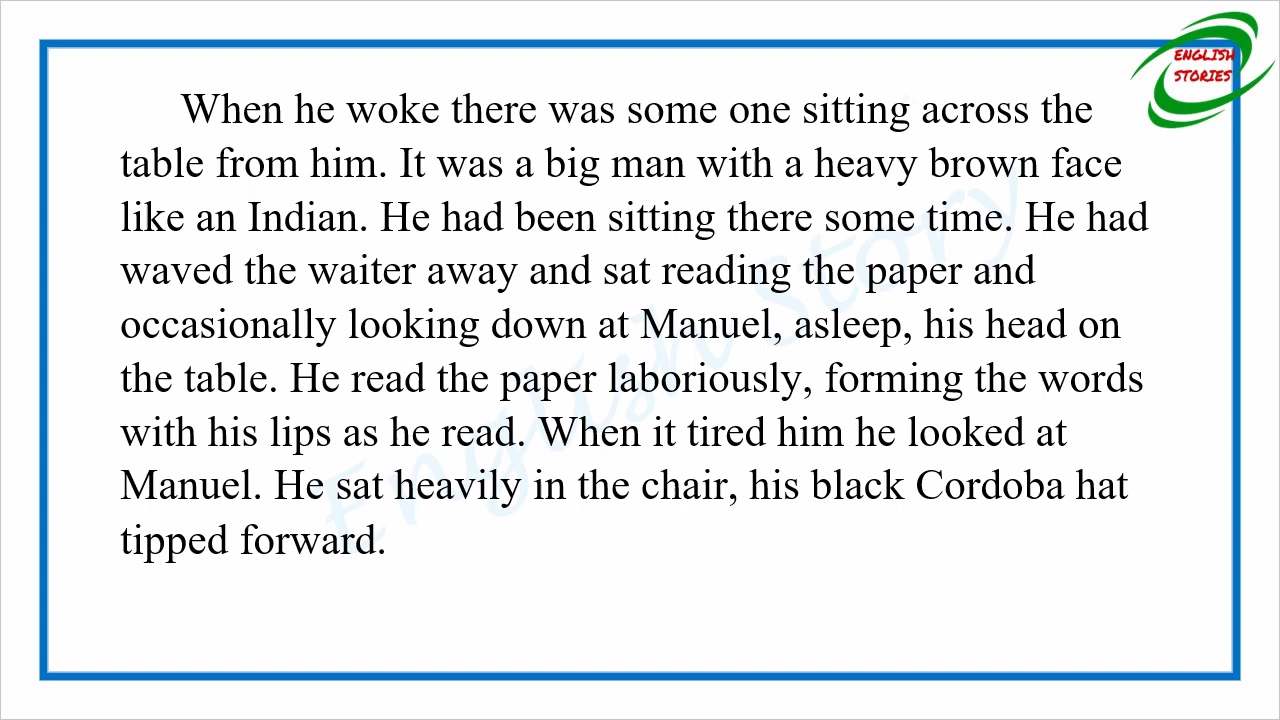 ENGLISH
STORIES
When he woke there was some one sitting across the
table from him. It was a big man with a heavy brown face
like an Indian. He had been sitting there some time. He had
waved the waiter away and sat reading the paper and
occasionally looking down at Manuel, asleep, his head on
the table. He read the paper laboriously, forming the words
with his lips as he read. When it tired him he looked at
Manuel. He sat heavily in the chair, his black Cordoba hat
tipped forward.
English Story